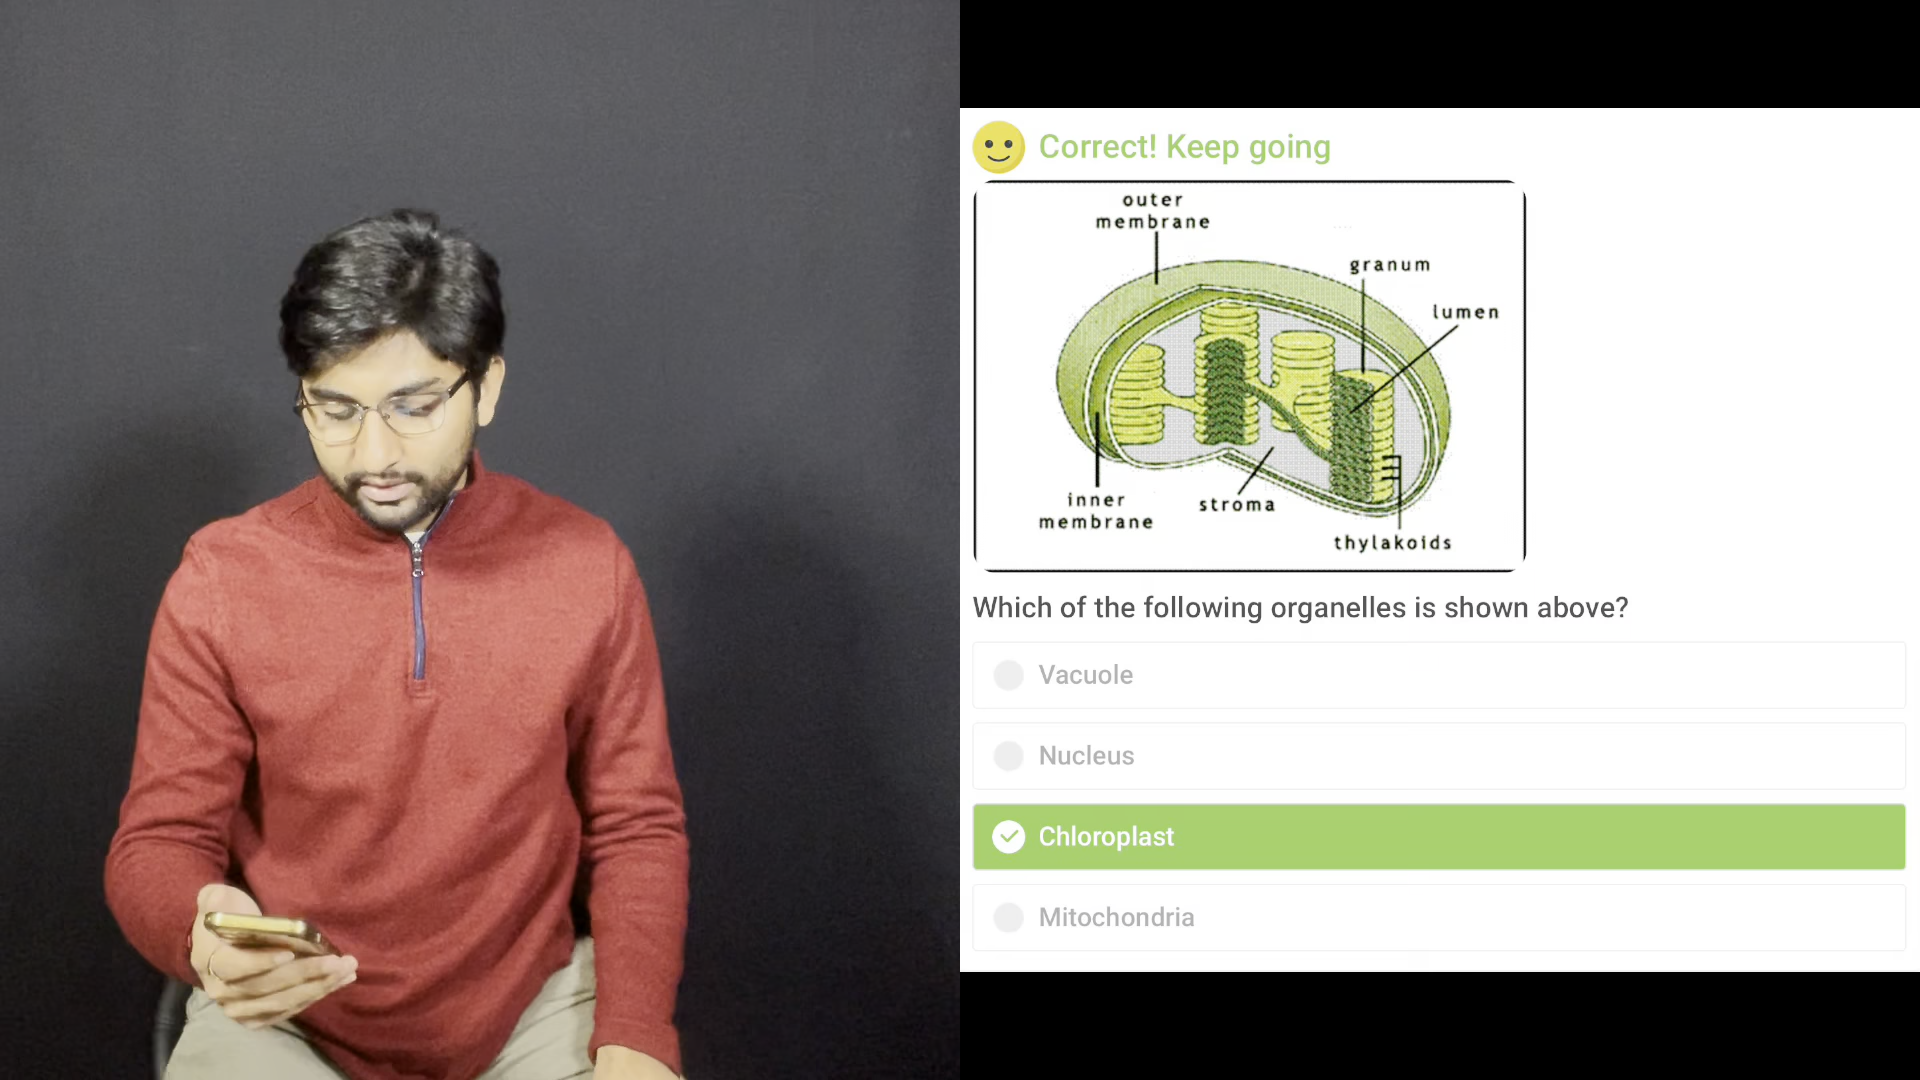 Correct! Keep going
outer
membrane
granum
lumen
inner
membrane
stroma
thylakoids
Which of the following organelles is shown above?
Vacuole
Nucleus
Chloroplast
Mitochondria